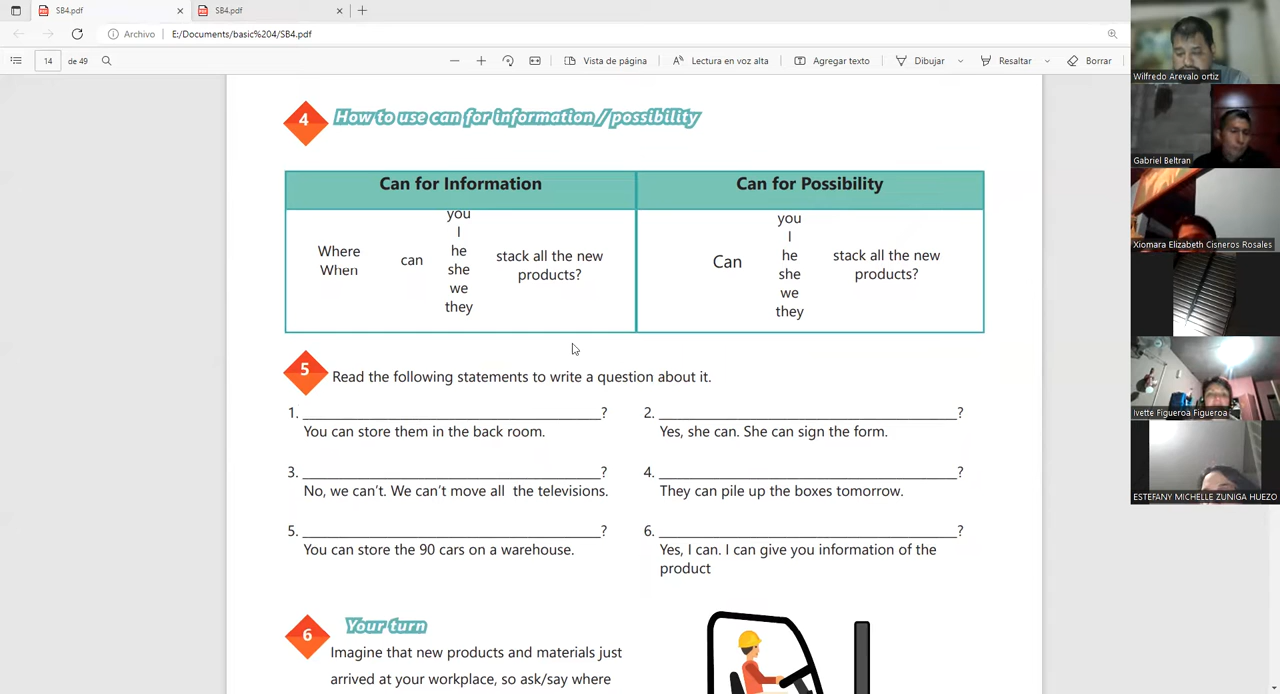 SB4.pdf
SB4.pdf
Archivo E:/Documents/basic%204/SB4.pdf
14 de 49
Vista de página
Lectura en voz alta
Agregar texto
Dibujar
Resaltar
Borrar
4 How to use can for information / possibility
Can for Information
Can for Possibility
Where
When
can
you
I
he
she
we
they
stack all the new
products?
Can
you
I
he
she
we
they
stack all the new
products?
5 Read the following statements to write a question about it.
1. ?
You can store them in the back room.
2. ?
Yes, she can. She can sign the form.
3. ?
No, we can't. We can't move all the televisions.
4. ?
They can pile up the boxes tomorrow.
5. ?
You can store the 90 cars on a warehouse.
6. ?
Yes, I can. I can give you information of the
product
6 Your turn
Imagine that new products and materials just
arrived at your workplace, so ask/say where
Wilfredo Arevalo ortiz
Gabriel Beltran
Xiomara Elizabeth Cisneros Rosales
Ivette Figueroa Figueroa
ESTEFANY MICHELLE ZUNIGA HUEZO